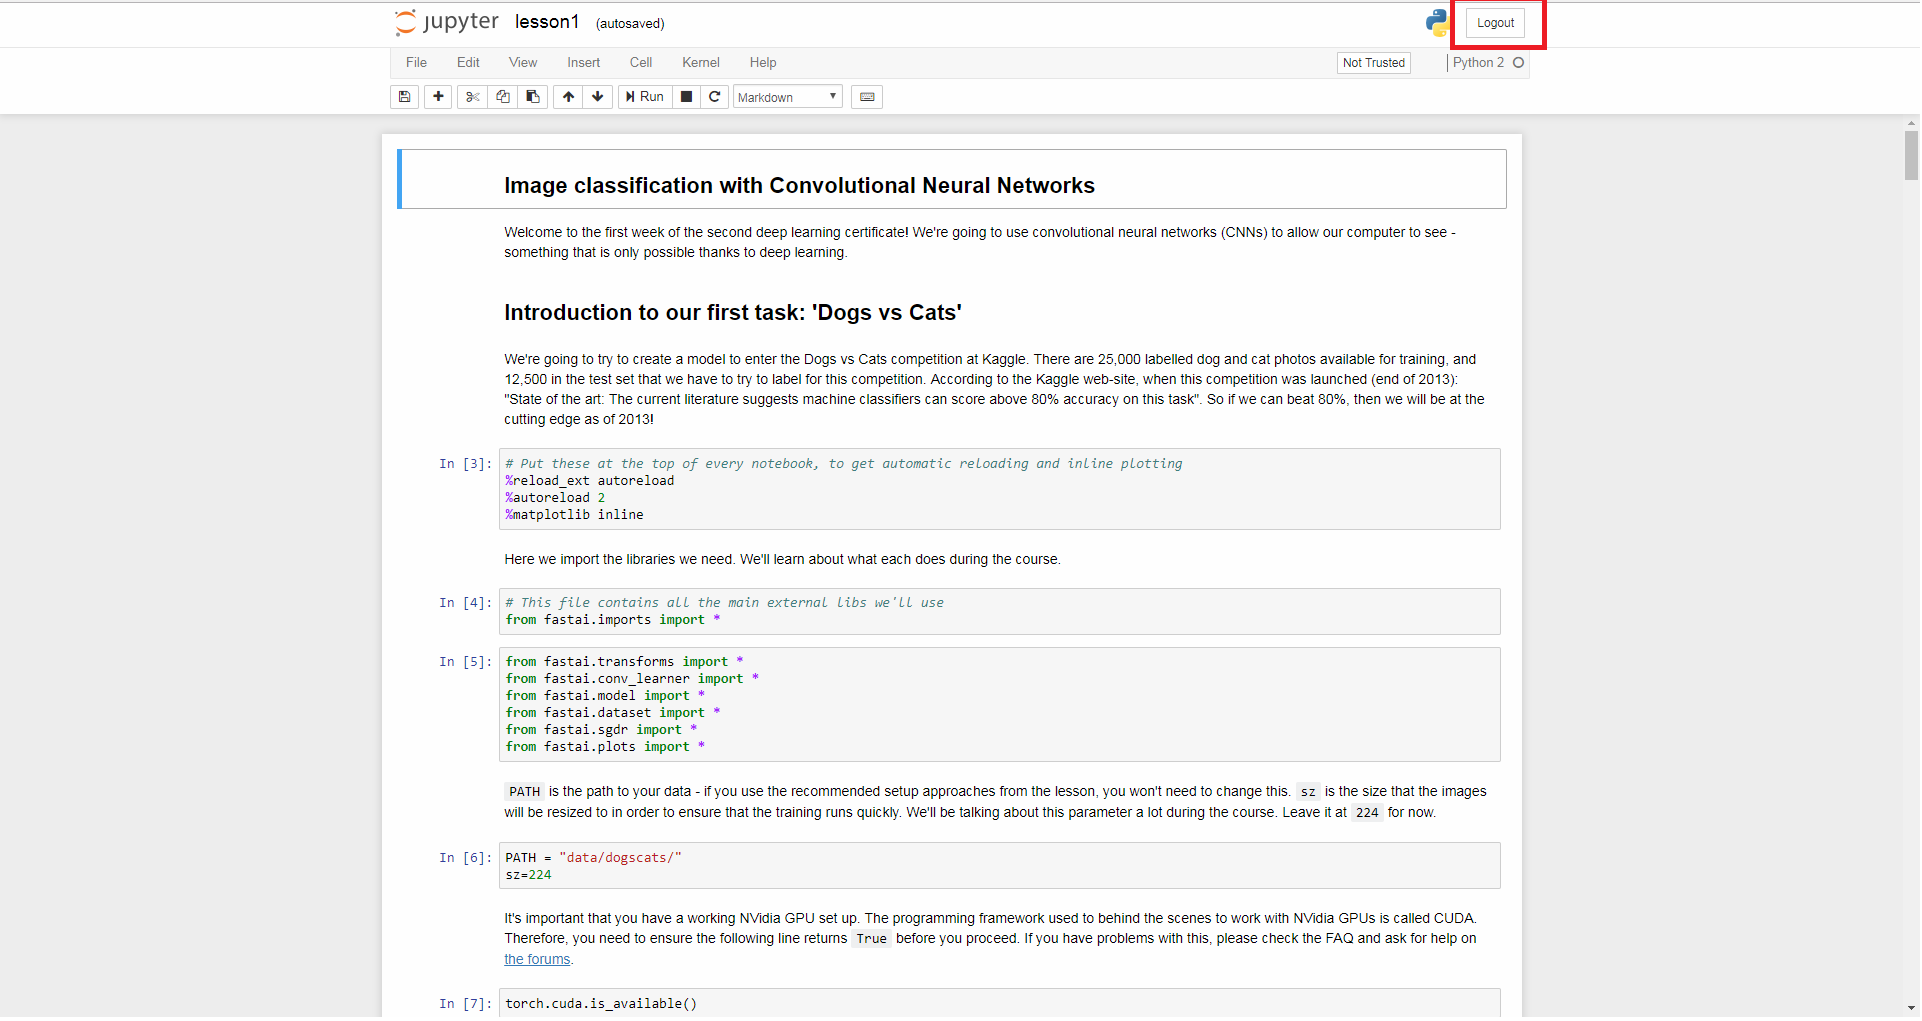 jupyter lesson1 (autosaved)
Logout
File Edit View Insert Cell Kernel Help
Not Trusted
Python 2
Run
Markdown
Image classification with Convolutional Neural Networks
Welcome to the first week of the second deep learning certificate! We're going to use convolutional neural networks (CNNs) to allow our computer to see -
something that is only possible thanks to deep learning.
Introduction to our first task: 'Dogs vs Cats'
We're going to try to create a model to enter the Dogs vs Cats competition at Kaggle. There are 25,000 labelled dog and cat photos available for training, and
12,500 in the test set that we have to try to label for this competition. According to the Kaggle web-site, when this competition was launched (end of 2013):
"State of the art: The current literature suggests machine classifiers can score above 80% accuracy on this task". So if we can beat 80%, then we will be at the
cutting edge as of 2013!
In [3]: # Put these at the top of every notebook, to get automatic reloading and inline plotting
%reload_ext autoreload
%autoreload 2
%matplotlib inline
Here we import the libraries we need. We'll learn about what each does during the course.
In [4]: # This file contains all the main external libs we'll use
from fastai.imports import *
In [5]: from fastai.transforms import *
from fastai.conv_learner import *
from fastai.model import *
from fastai.dataset import *
from fastai.sgdr import *
from fastai.plots import *
PATH is the path to your data - if you use the recommended setup approaches from the lesson, you won't need to change this. sz is the size that the images
will be resized to in order to ensure that the training runs quickly. We'll be talking about this parameter a lot during the course. Leave it at 224 for now.
In [6]: PATH = "data/dogscats/"
sz=224
It's important that you have a working NVidia GPU set up. The programming framework used to behind the scenes to work with NVidia GPUs is called CUDA.
Therefore, you need to ensure the following line returns True before you proceed. If you have problems with this, please check the FAQ and ask for help on
the forums.
In [7]: torch.cuda.is_available()